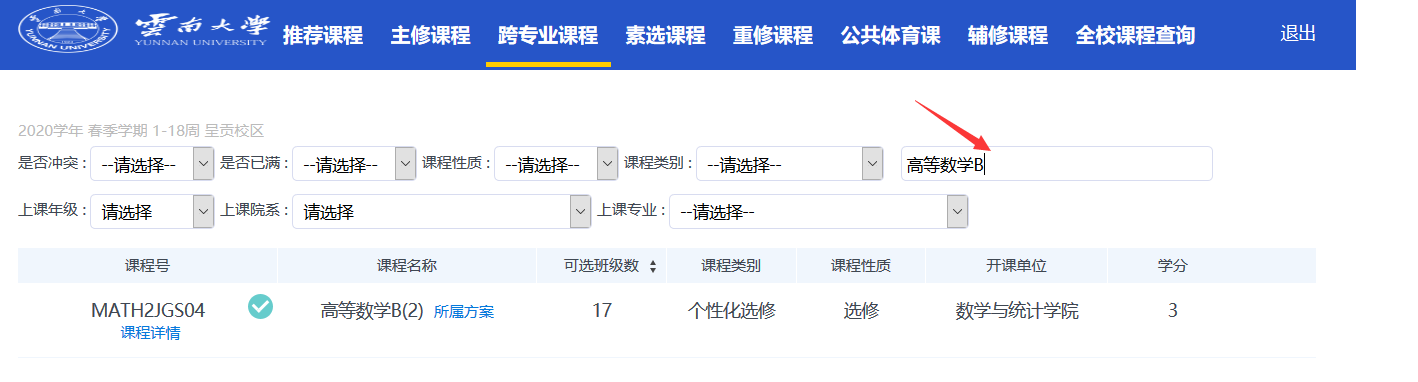 雲南大学
YUNNAN UNIVERSITY
推荐课程 主修课程 跨专业课程 素选课程 重修课程 公共体育课 辅修课程 全校课程查询 退出
2020学年 春季学期 1-18周 呈贡校区
是否冲突： --请选择-- 是否已满： --请选择-- 课程性质： --请选择-- 课程类别： --请选择-- 高等数学B
上课年级： 请选择 上课院系： 请选择 上课专业： --请选择--
课程号 课程名称 可选班级数 课程类别 课程性质 开课单位 学分
MATH2JGS04 高等数学B(2) 所属方案 17 个性化选修 选修 数学与统计学院 3
课程详情